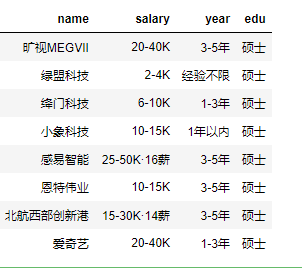 name salary year edu
旷视MEGVII 20-40K 3-5年 硕士
绿盟科技 2-4K 经验不限 硕士
绛门科技 6-10K 1-3年 硕士
小象科技 10-15K 1年以内 硕士
感易智能 25-50K·16薪 3-5年 硕士
恩特伟业 10-15K 3-5年 硕士
北航西部创新港 15-30K·14薪 3-5年 硕士
爱奇艺 20-40K 1-3年 硕士